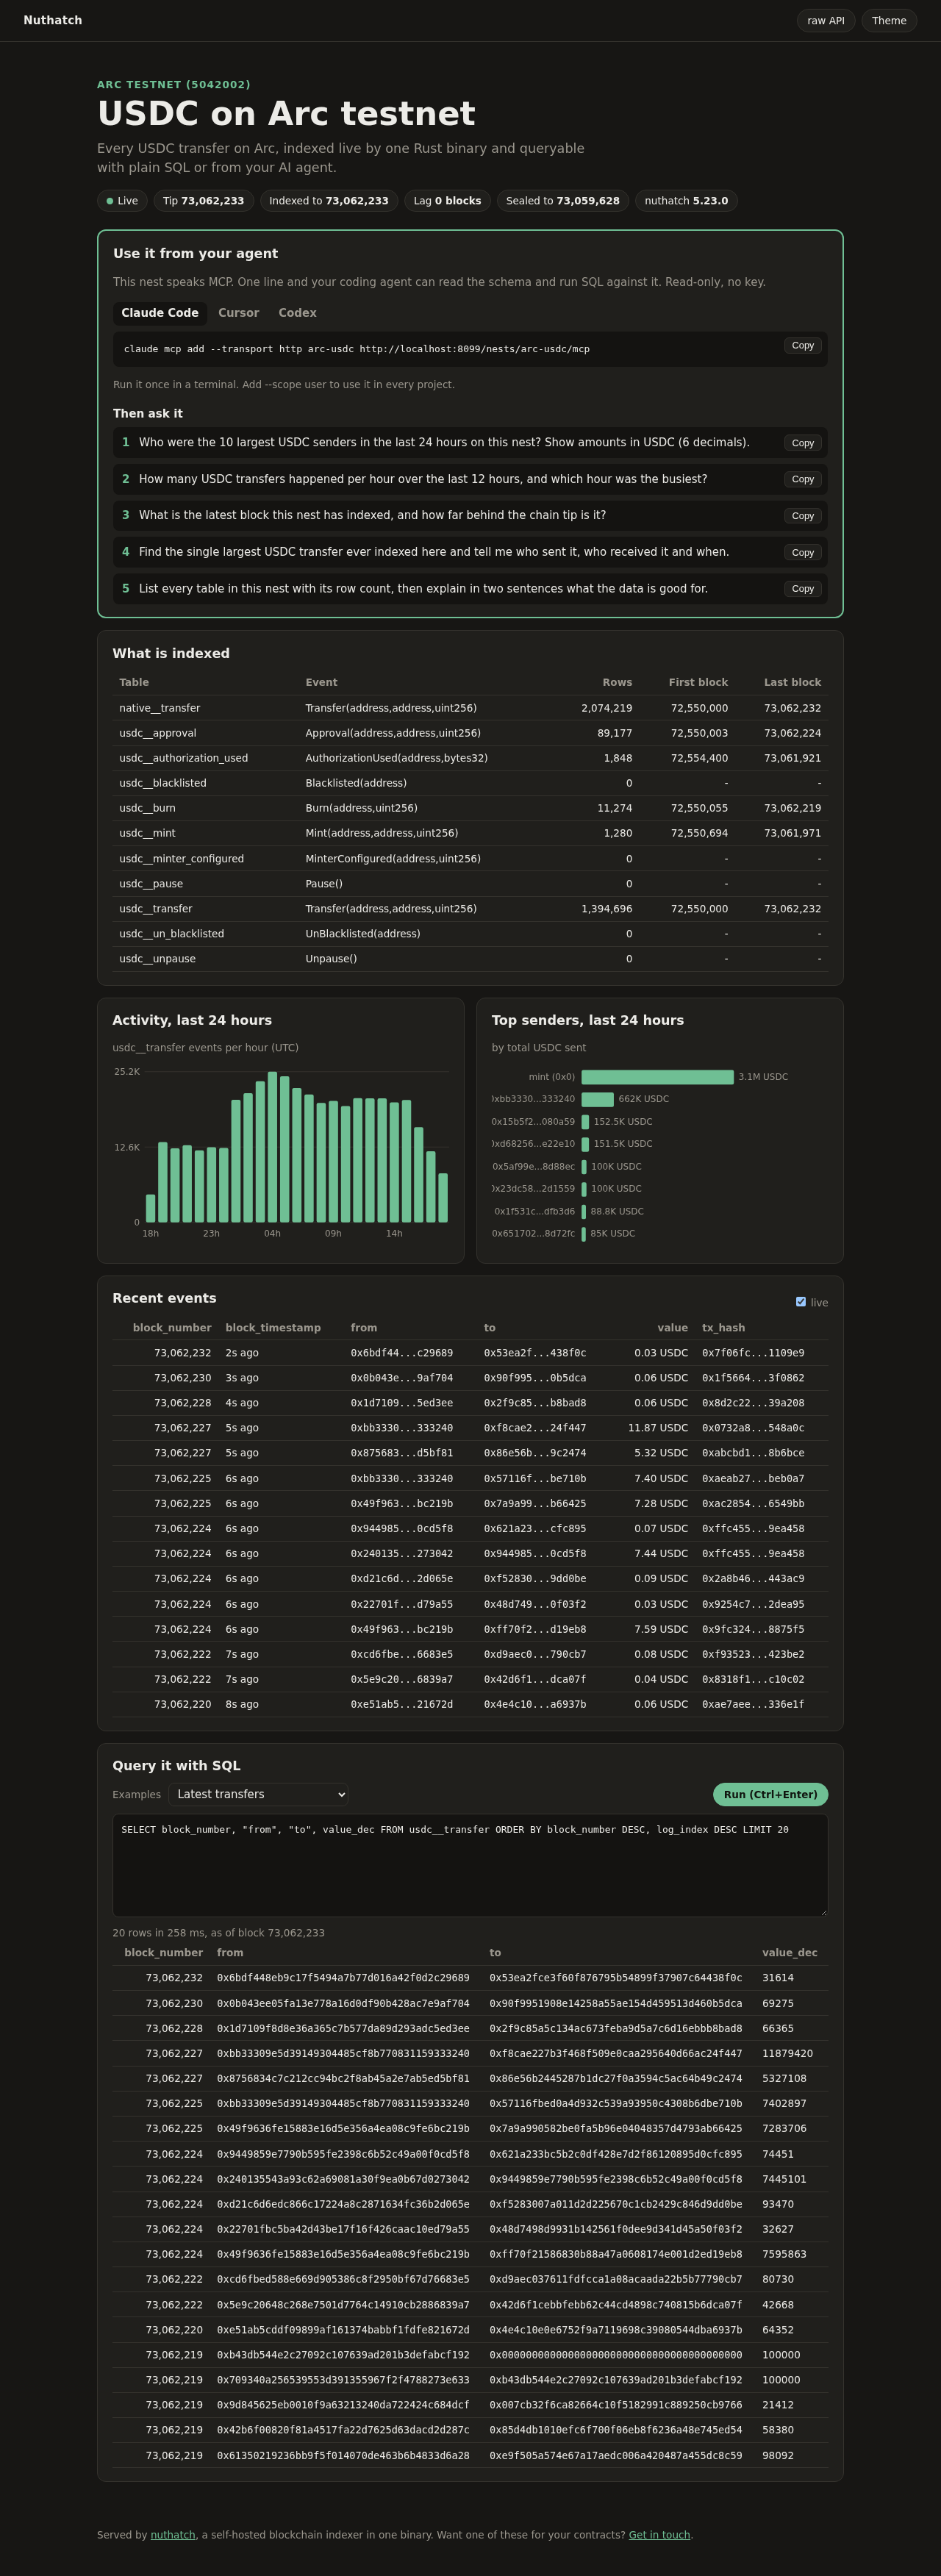 Nuthatch
raw API Theme
ARC TESTNET (5042002)
USDC on Arc testnet
Every USDC transfer on Arc, indexed live by one Rust binary and queryable
with plain SQL or from your AI agent.
Live Tip 73,062,233 Indexed to 73,062,233 Lag 0 blocks Sealed to 73,059,628 nuthatch 5.23.0
Use it from your agent
This nest speaks MCP. One line and your coding agent can read the schema and run SQL against it. Read-only, no key.
Claude Code Cursor Codex
claude mcp add --transport http arc-usdc http://localhost:8099/nests/arc-usdc/mcp Copy
Run it once in a terminal. Add --scope user to use it in every project.
Then ask it
1 Who were the 10 largest USDC senders in the last 24 hours on this nest? Show amounts in USDC (6 decimals). Copy
2 How many USDC transfers happened per hour over the last 12 hours, and which hour was the busiest? Copy
3 What is the latest block this nest has indexed, and how far behind the chain tip is it? Copy
4 Find the single largest USDC transfer ever indexed here and tell me who sent it, who received it and when. Copy
5 List every table in this nest with its row count, then explain in two sentences what the data is good for. Copy
What is indexed
Table Event Rows First block Last block
native__transfer Transfer(address,address,uint256) 2,074,219 72,550,000 73,062,232
usdc__approval Approval(address,address,uint256) 89,177 72,550,003 73,062,224
usdc__authorization_used AuthorizationUsed(address,bytes32) 1,848 72,554,400 73,061,921
usdc__blacklisted Blacklisted(address) 0 - -
usdc__burn Burn(address,uint256) 11,274 72,550,055 73,062,219
usdc__mint Mint(address,address,uint256) 1,280 72,550,694 73,061,971
usdc__minter_configured MinterConfigured(address,uint256) 0 - -
usdc__pause Pause() 0 - -
usdc__transfer Transfer(address,address,uint256) 1,394,696 72,550,000 73,062,232
usdc__un_blacklisted UnBlacklisted(address) 0 - -
usdc__unpause Unpause() 0 - -
Activity, last 24 hours
usdc__transfer events per hour (UTC)
25.2K
12.6K
0
18h 23h 04h 09h 14h
Top senders, last 24 hours
by total USDC sent
mint (0x0) 3.1M USDC
0xbb3330...333240 662K USDC
0x15b5f2...080a59 152.5K USDC
0xd68256...e22e10 151.5K USDC
0x5af99e...8d88ec 100K USDC
0x23dc58...2d1559 100K USDC
0x1f531c...dfb3d6 88.8K USDC
0x651702...8d72fc 85K USDC
Recent events
live
block_number block_timestamp from to value tx_hash
73,062,232 2s ago 0x6bdf44...c29689 0x53ea2f...438f0c 0.03 USDC 0x7f06fc...1109e9
73,062,230 3s ago 0x0b043e...9af704 0x90f995...0b5dca 0.06 USDC 0x1f5664...3f0862
73,062,228 4s ago 0x1d7109...5ed3ee 0x2f9c85...b8bad8 0.06 USDC 0x8d2c22...39a208
73,062,227 5s ago 0xbb3330...333240 0xf8cae2...24f447 11.87 USDC 0x0732a8...548a0c
73,062,227 5s ago 0x875683...d5bf81 0x86e56b...9c2474 5.32 USDC 0xabcbd1...8b6bce
73,062,225 6s ago 0xbb3330...333240 0x57116f...be710b 7.40 USDC 0xaeab27...beb0a7
73,062,225 6s ago 0x49f963...bc219b 0x7a9a99...b66425 7.28 USDC 0xac2854...6549bb
73,062,224 6s ago 0x944985...0cd5f8 0x621a23...cfc895 0.07 USDC 0xffc455...9ea458
73,062,224 6s ago 0x240135...273042 0x944985...0cd5f8 7.44 USDC 0xffc455...9ea458
73,062,224 6s ago 0xd21c6d...2d065e 0xf52830...9dd0be 0.09 USDC 0x2a8b46...443ac9
73,062,224 6s ago 0x22701f...d79a55 0x48d749...0f03f2 0.03 USDC 0x9254c7...2dea95
73,062,224 6s ago 0x49f963...bc219b 0xff70f2...d19eb8 7.59 USDC 0x9fc324...8875f5
73,062,222 7s ago 0xcd6fbe...6683e5 0xd9aec0...790cb7 0.08 USDC 0xf93523...423be2
73,062,222 7s ago 0x5e9c20...6839a7 0x42d6f1...dca07f 0.04 USDC 0x8318f1...c10c02
73,062,220 8s ago 0xe51ab5...21672d 0x4e4c10...a6937b 0.06 USDC 0xae7aee...336e1f
Query it with SQL
Examples Latest transfers Run (Ctrl+Enter)
SELECT block_number, "from", "to", value_dec FROM usdc__transfer ORDER BY block_number DESC, log_index DESC LIMIT 20
20 rows in 258 ms, as of block 73,062,233
block_number from to value_dec
73,062,232 0x6bdf448eb9c17f5494a7b77d016a42f0d2c29689 0x53ea2fce3f60f876795b54899f37907c64438f0c 31614
73,062,230 0x0b043ee05fa13e778a16d0df90b428ac7e9af704 0x90f9951908e14258a55ae154d459513d460b5dca 69275
73,062,228 0x1d7109f8d8e36a365c7b577da89d293adc5ed3ee 0x2f9c85a5c134ac673feba9d5a7c6d16ebbb8bad8 66365
73,062,227 0xbb33309e5d39149304485cf8b770831159333240 0xf8cae227b3f468f509e0caa295640d66ac24f447 11879420
73,062,227 0x8756834c7c212cc94bc2f8ab45a2e7ab5ed5bf81 0x86e56b2445287b1dc27f0a3594c5ac64b49c2474 5327108
73,062,225 0xbb33309e5d39149304485cf8b770831159333240 0x57116fbed0a4d932c539a93950c4308b6dbe710b 7402897
73,062,225 0x49f9636fe15883e16d5e356a4ea08c9fe6bc219b 0x7a9a990582be0fa5b96e04048357d4793ab66425 7283706
73,062,224 0x9449859e7790b595fe2398c6b52c49a00f0cd5f8 0x621a233bc5b2c0df428e7d2f86120895d0cfc895 74451
73,062,224 0x240135543a93c62a69081a30f9ea0b67d0273042 0x9449859e7790b595fe2398c6b52c49a00f0cd5f8 7445101
73,062,224 0xd21c6d6edc866c17224a8c2871634fc36b2d065e 0xf5283007a011d2d225670c1cb2429c846d9dd0be 93470
73,062,224 0x22701fbc5ba42d43be17f16f426caac10ed79a55 0x48d7498d9931b142561f0dee9d341d45a50f03f2 32627
73,062,224 0x49f9636fe15883e16d5e356a4ea08c9fe6bc219b 0xff70f21586830b88a47a0608174e001d2ed19eb8 7595863
73,062,222 0xcd6fbed588e669d905386c8f2950bf67d76683e5 0xd9aec037611fdfcca1a08acaada22b5b77790cb7 80730
73,062,222 0x5e9c20648c268e7501d7764c14910cb2886839a7 0x42d6f1cebbfebb62c44cd4898c740815b6dca07f 42668
73,062,220 0xe51ab5cddf09899af161374babbf1fdfe821672d 0x4e4c10e0e6752f9a7119698c39080544dba6937b 64352
73,062,219 0xb43db544e2c27092c107639ad201b3defabcf192 0x0000000000000000000000000000000000000000 100000
73,062,219 0x709340a256539553d391355967f2f4788273e633 0xb43db544e2c27092c107639ad201b3defabcf192 100000
73,062,219 0x9d845625eb0010f9a63213240da722424c684dcf 0x007cb32f6ca82664c10f5182991c889250cb9766 21412
73,062,219 0x42b6f00820f81a4517fa22d7625d63dacd2d287c 0x85d4db1010efc6f700f06eb8f6236a48e745ed54 58380
73,062,219 0x61350219236bb9f5f014070de463b6b4833d6a28 0xe9f505a574e67a17aedc006a420487a455dc8c59 98092
Served by nuthatch, a self-hosted blockchain indexer in one binary. Want one of these for your contracts? Get in touch.